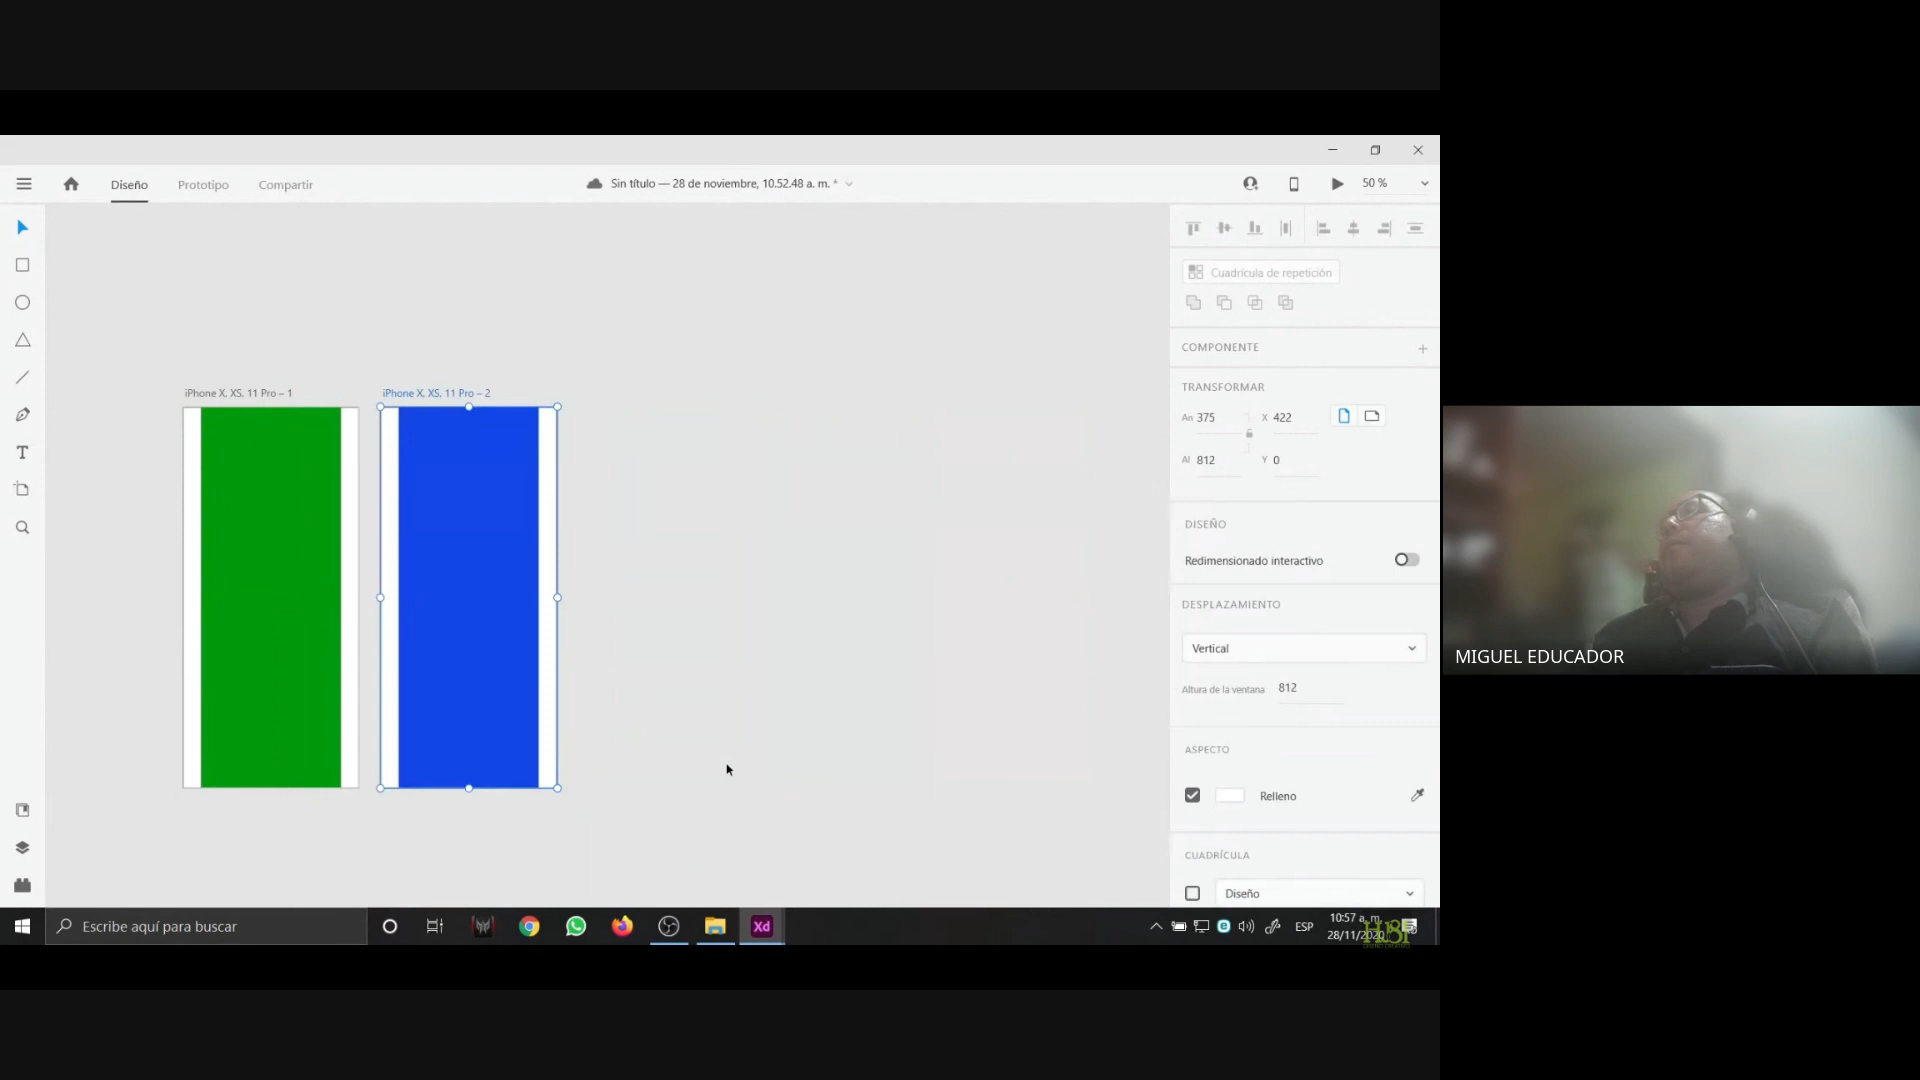 Diseño Prototipo Compartir
Sin título — 28 de noviembre, 10.52.48 a. m. *
50 %
Cuadrícula de repetición
COMPONENTE
TRANSFORMAR
An 375 X 422
Al 812 Y 0
DISEÑO
Redimensionado interactivo
DESPLAZAMIENTO
Vertical
Altura de la ventana 812
ASPECTO
Relleno
CUADRÍCULA
Diseño
iPhone X, XS, 11 Pro – 1
iPhone X, XS, 11 Pro – 2
MIGUEL EDUCADOR
Escribe aquí para buscar
Xd
ESP
10:57 a. m.
28/11/2020